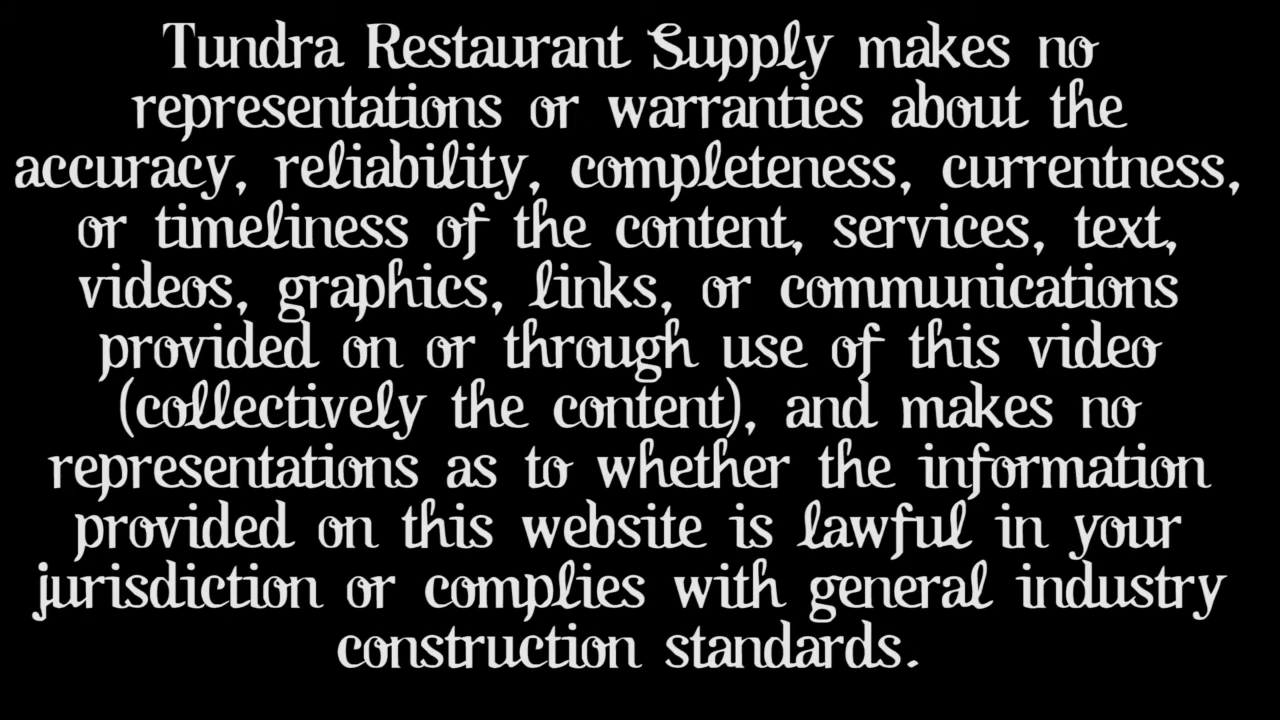 Tundra Restaurant Supply makes no
representations or warranties about the
accuracy, reliability, completeness, currentness,
or timeliness of the content, services, text,
videos, graphics, links, or communications
provided on or through use of this video
(collectively the content), and makes no
representations as to whether the information
provided on this website is lawful in your
jurisdiction or complies with general industry
construction standards.